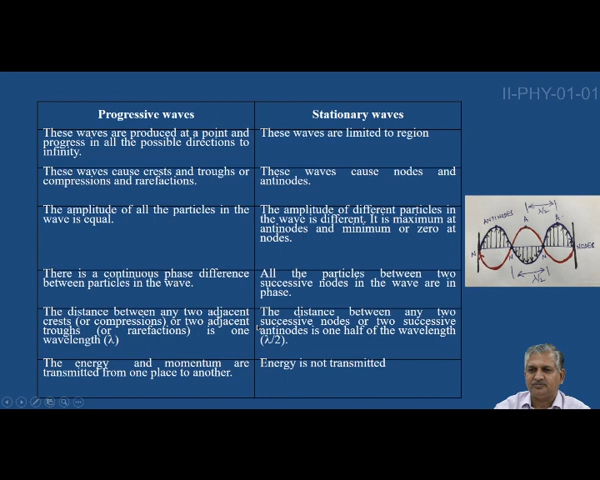 II-PHY-01-01
Progressive waves
Stationary waves
These waves are produced at a point and
progress in all the possible directions to
infinity.
These waves are limited to region
These waves cause crests and troughs or
compressions and rarefactions.
These waves cause nodes and
antinodes.
The amplitude of all the particles in the
wave is equal.
The amplitude of different particles in
the wave is different. It is maximum at
antinodes and minimum or zero at
nodes.
There is a continuous phase difference
between particles in the wave.
All the particles between two
successive nodes in the wave are in
phase.
The distance between any two adjacent
crests (or compressions) or two adjacent
troughs (or rarefactions) is one
wavelength (λ)
The distance between any two
successive nodes or two successive
antinodes is one half of the wavelength
(λ/2).
The energy and momentum are
transmitted from one place to another.
Energy is not transmitted
λ/2
ANTINODES
A
A
N
N
N
NODES
λ/2